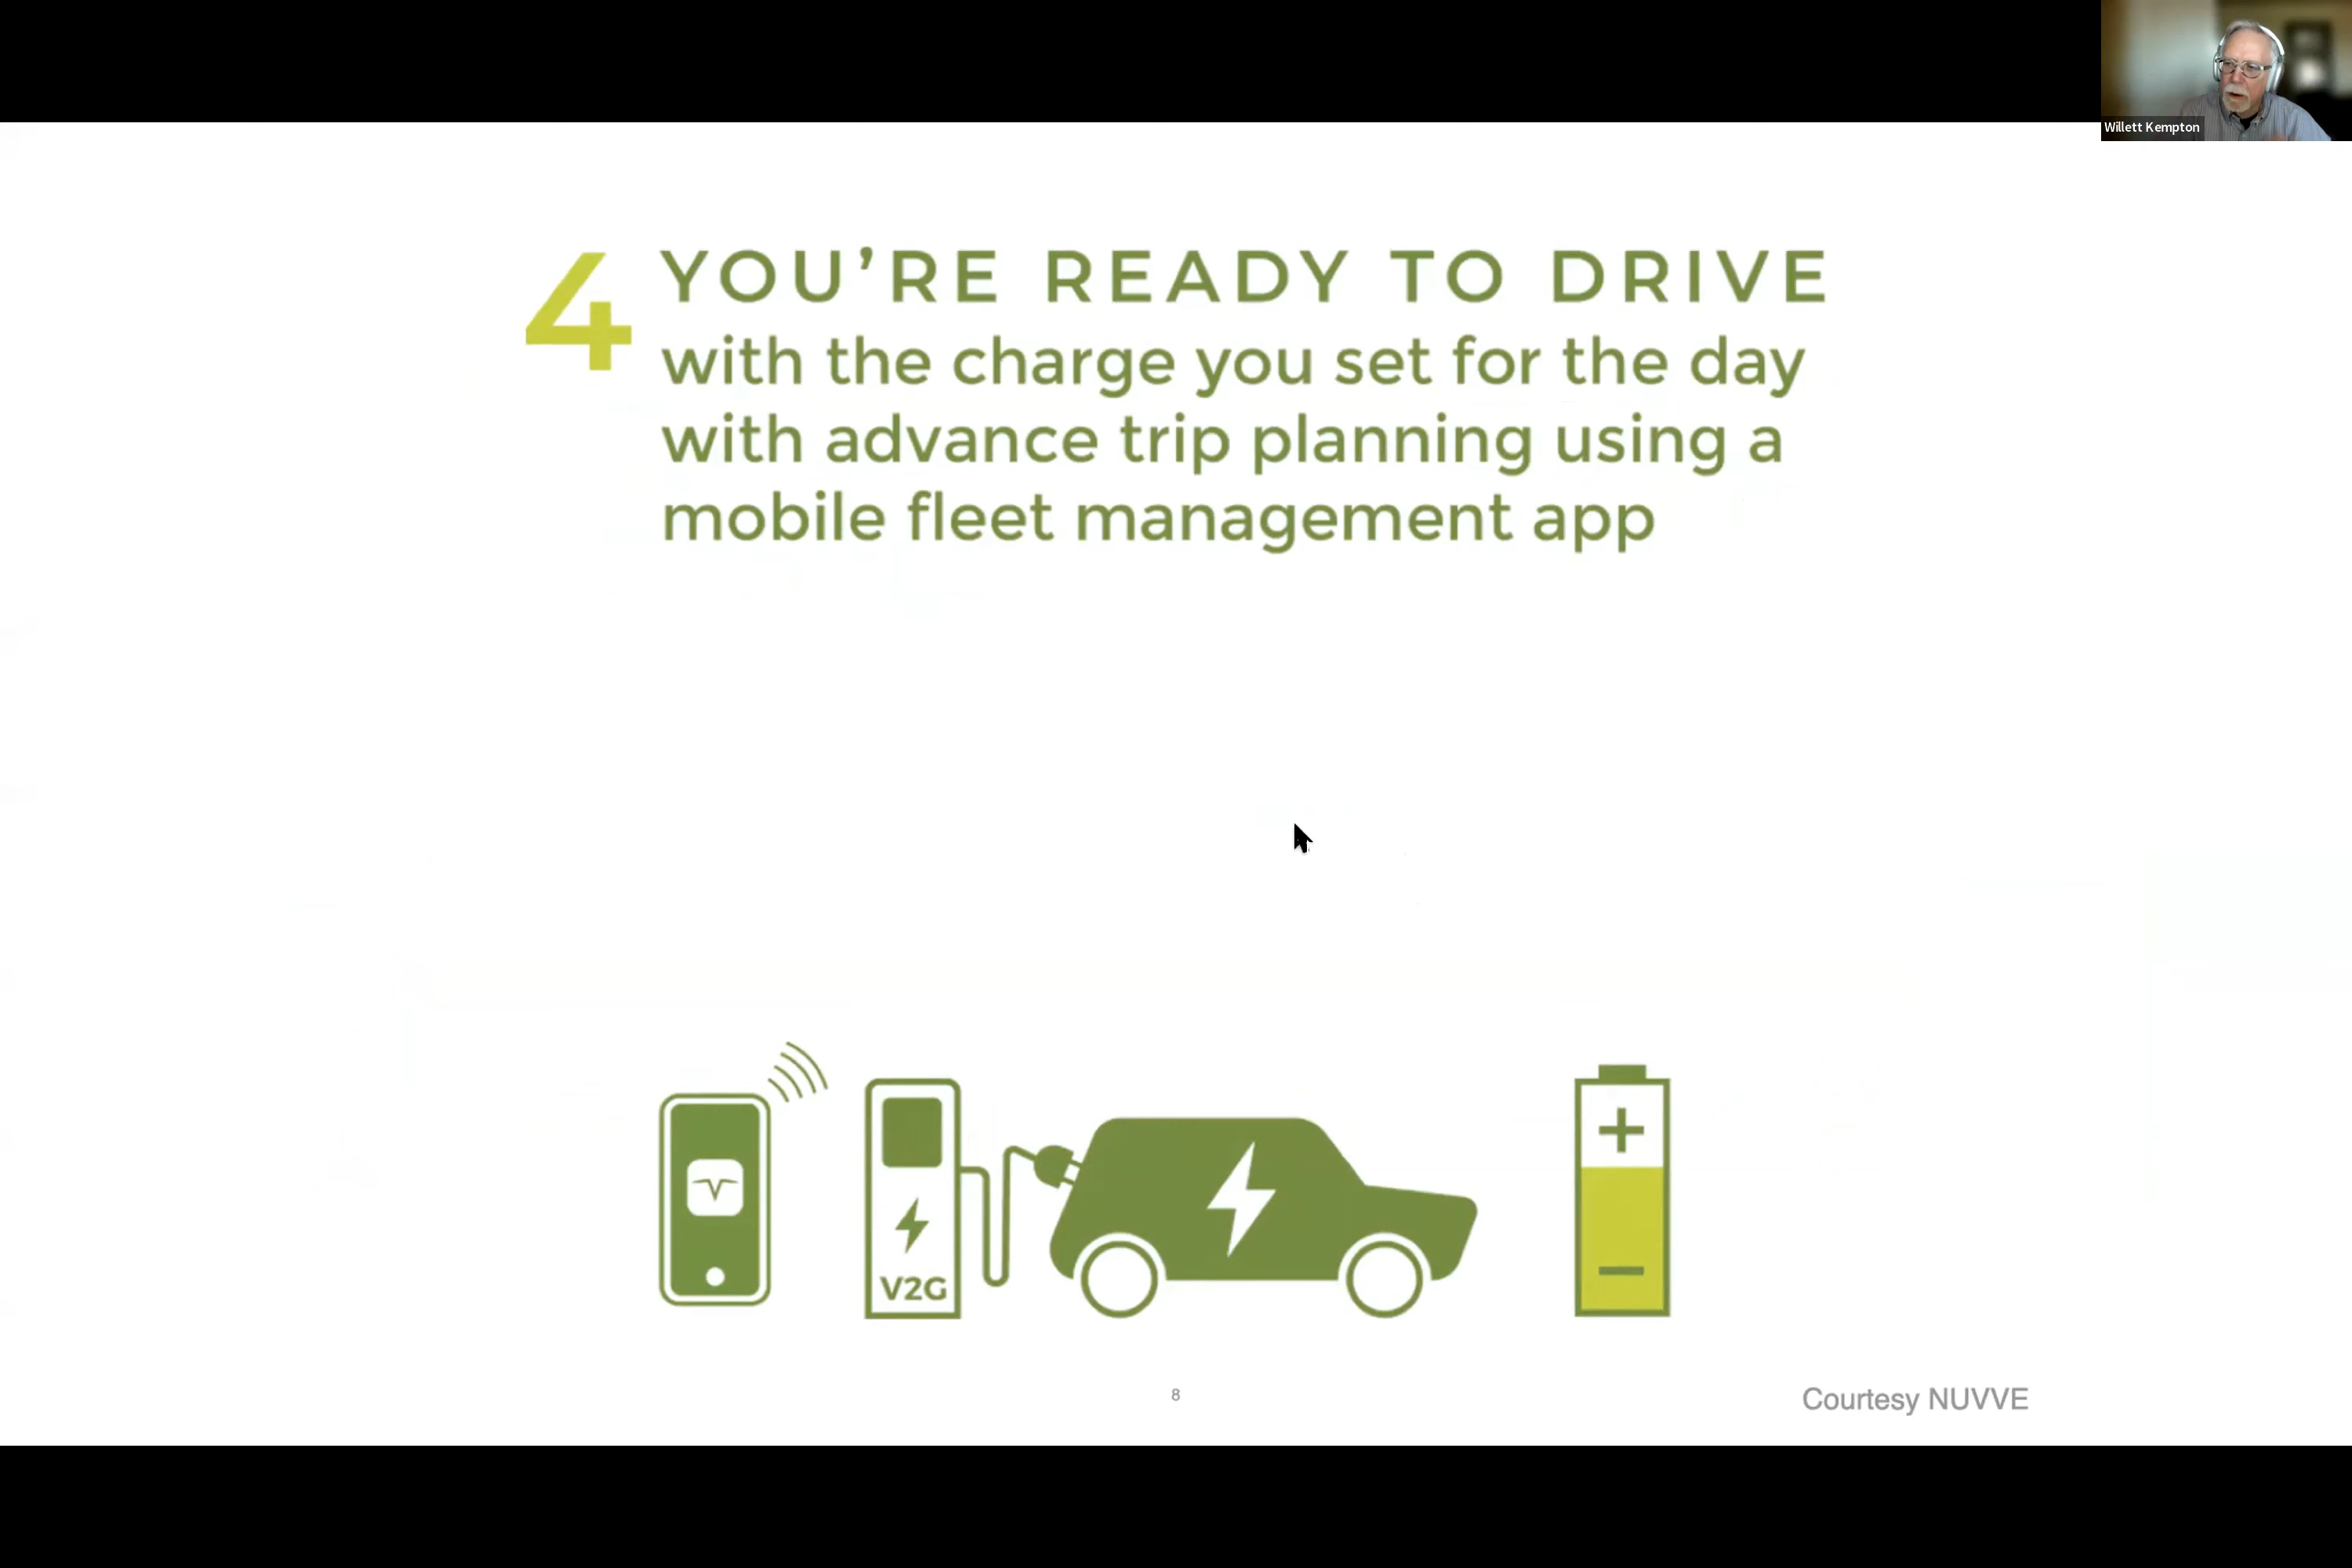 Willett Kempton
4 YOU’RE READY TO DRIVE
with the charge you set for the day
with advance trip planning using a
mobile fleet management app
V2G
8
Courtesy NUVVE